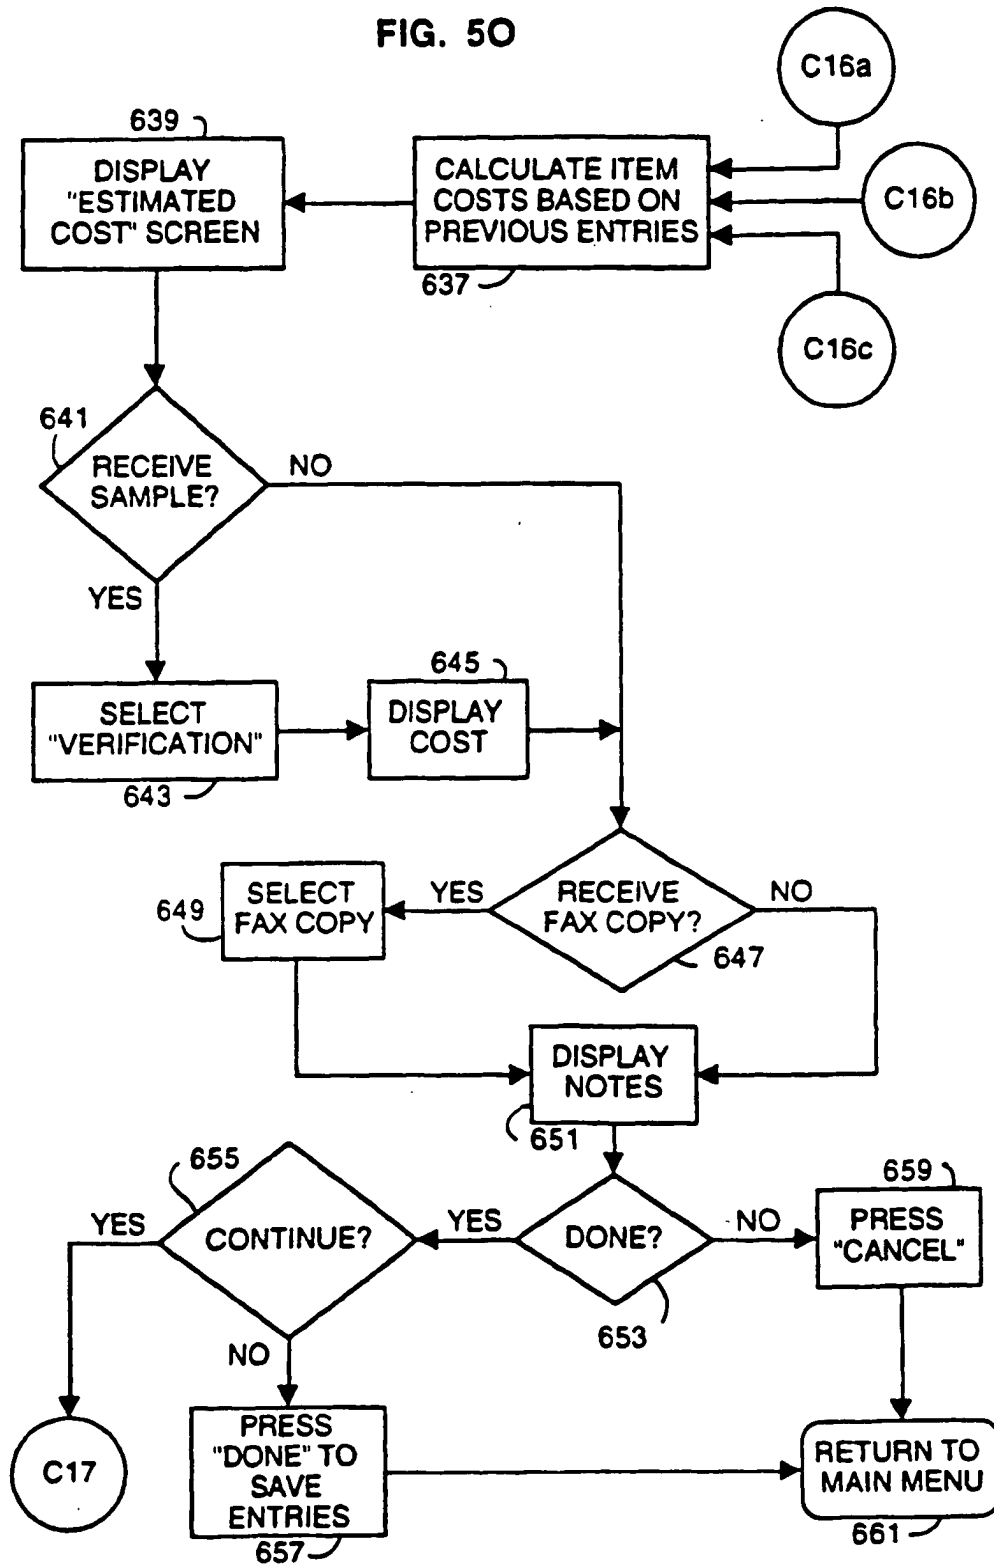 FIG. 5O
C16a
639
DISPLAY
"ESTIMATED
COST" SCREEN
CALCULATE ITEM
COSTS BASED ON
PREVIOUS ENTRIES
637
C16b
C16c
641
RECEIVE
SAMPLE?
NO
YES
SELECT
"VERIFICATION"
643
645
DISPLAY
COST
649
SELECT
FAX COPY
YES
RECEIVE
FAX COPY?
NO
647
DISPLAY
NOTES
651
655
YES
CONTINUE?
YES
DONE?
NO
653
659
PRESS
"CANCEL"
NO
C17
PRESS
"DONE" TO
SAVE
ENTRIES
657
RETURN TO
MAIN MENU
661